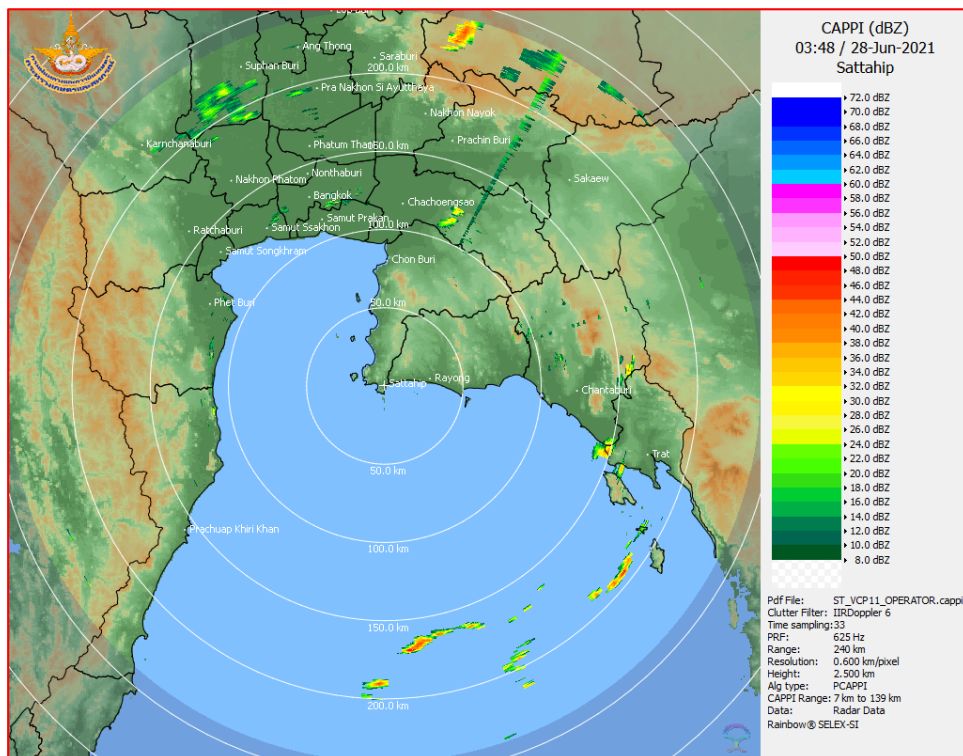 CAPPI (dBZ)
03:48 / 28-Jun-2021
Sattahip
72.0 dBZ
70.0 dBZ
68.0 dBZ
66.0 dBZ
64.0 dBZ
62.0 dBZ
60.0 dBZ
58.0 dBZ
56.0 dBZ
54.0 dBZ
52.0 dBZ
50.0 dBZ
48.0 dBZ
46.0 dBZ
44.0 dBZ
42.0 dBZ
40.0 dBZ
38.0 dBZ
36.0 dBZ
34.0 dBZ
32.0 dBZ
30.0 dBZ
28.0 dBZ
26.0 dBZ
24.0 dBZ
22.0 dBZ
20.0 dBZ
18.0 dBZ
16.0 dBZ
14.0 dBZ
12.0 dBZ
10.0 dBZ
8.0 dBZ
Pdf File: ST_VCP11_OPERATOR.cappi
Clutter Filter: IIRDoppler 6
Time sampling:33
PRF: 625 Hz
Range: 240 km
Resolution: 0.600 km/pixel
Height: 2.500 km
Alg type: PCAPPI
CAPPI Range: 7 km to 139 km
Data: Radar Data
Rainbow® SELEX-SI
Ang Thong
Saraburi
Suphan Buri
200.0 km
Pra Nakhon Si Ayutthaya
Nakhon Nayok
Karnchanaburi
Phatum Thani
150.0 km
Prachin Buri
Nakhon Phatom
Nonthaburi
Sakaew
Bangkok
Chachoengsao
Samut Prakan
Ratchaburi
Samut Ssakhon
100.0 km
Samut Songkhram
Chon Buri
Phet Buri
50.0 km
Sattahip
Rayong
Chantaburi
Trat
50.0 km
Prachuap Khiri Khan
100.0 km
150.0 km
200.0 km